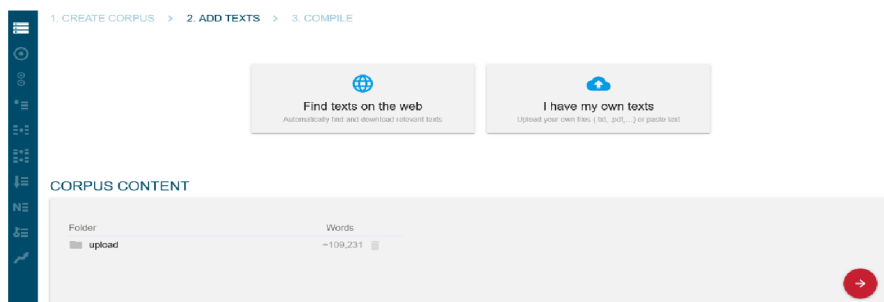 1. CREATE CORPUS > 2. ADD TEXTS > 3. COMPILE
Find texts on the web
Automatically find and download relevant texts
I have my own texts
Upload your own files (.txt, .pdf,...) or paste text
CORPUS CONTENT
Folder Words
upload ~109,231